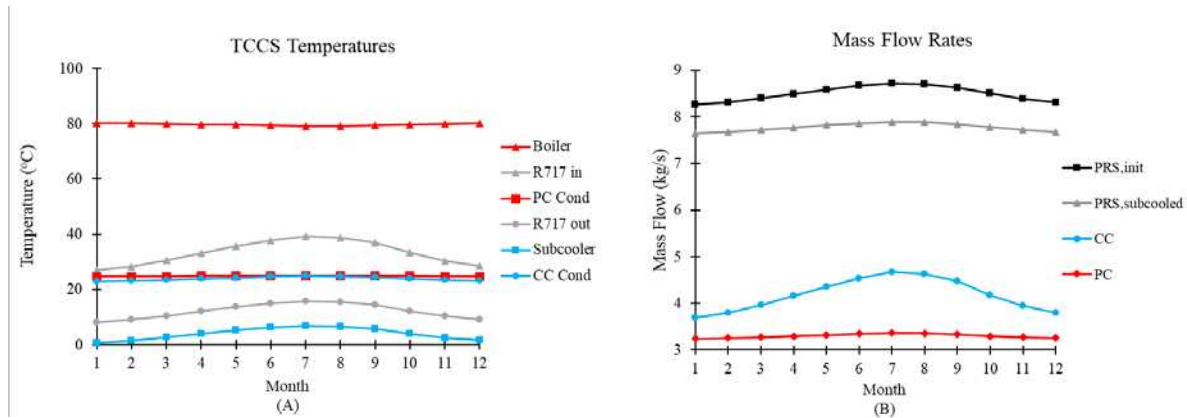 TCCS Temperatures
Temperature (°C)
100
80
60
40
20
0
1 2 3 4 5 6 7 8 9 10 11 12
Month
(A)
Boiler
R717 in
PC Cond
R717 out
Subcooler
CC Cond
Mass Flow Rates
Mass Flow (kg/s)
9
8
7
6
5
4
3
1 2 3 4 5 6 7 8 9 10 11 12
Month
(B)
PRS,init
PRS,subcooled
CC
PC